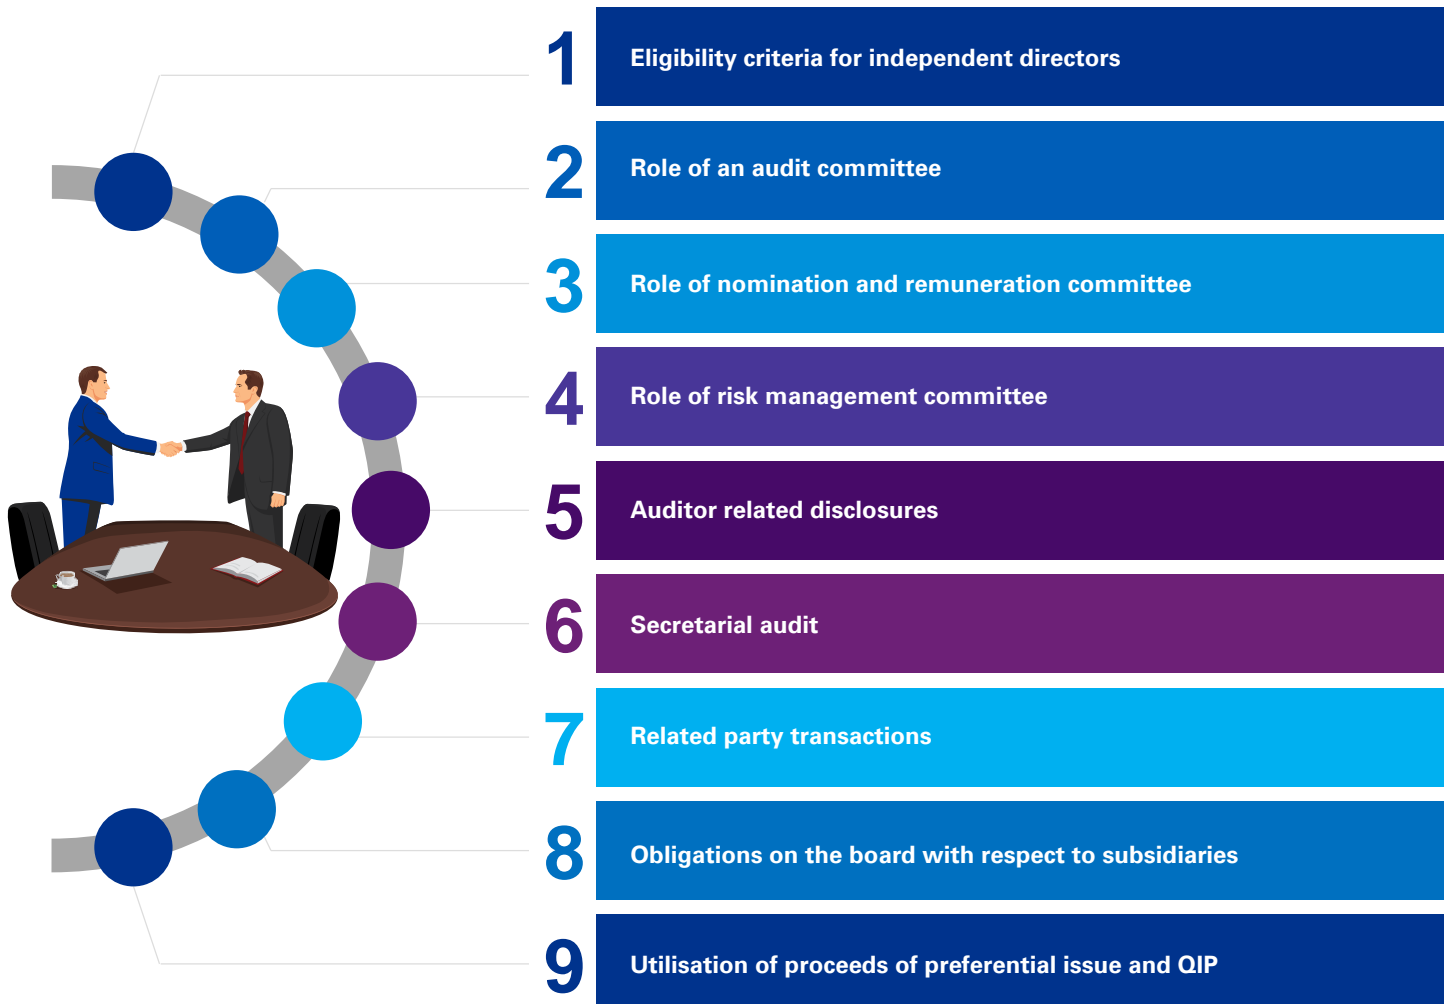 1 Eligibility criteria for independent directors
2 Role of an audit committee
3 Role of nomination and remuneration committee
4 Role of risk management committee
5 Auditor related disclosures
6 Secretarial audit
7 Related party transactions
8 Obligations on the board with respect to subsidiaries
9 Utilisation of proceeds of preferential issue and QIP